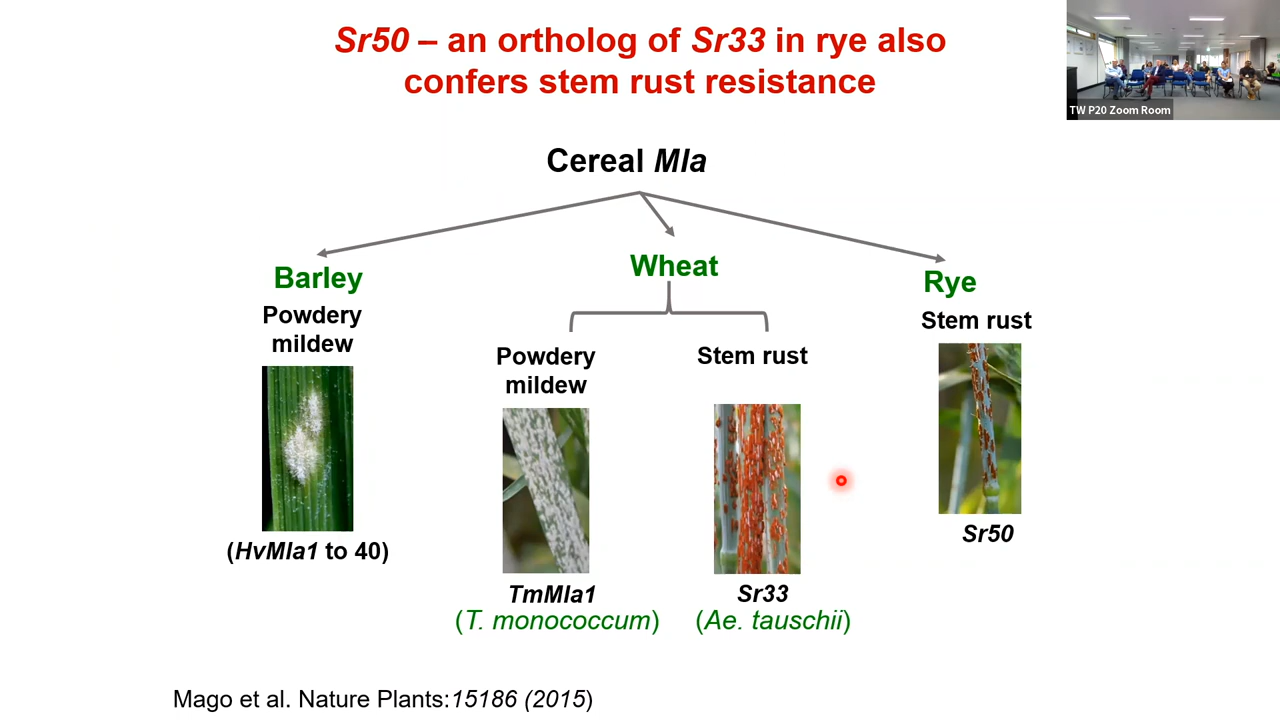 Sr50 – an ortholog of Sr33 in rye also
confers stem rust resistance
TW P20 Zoom Room
Cereal Mla
Barley
Powdery
mildew
(HvMla1 to 40)
Wheat
Powdery
mildew
TmMla1
(T. monococcum)
Stem rust
Sr33
(Ae. tauschii)
Rye
Stem rust
Sr50
Mago et al. Nature Plants:15186 (2015)